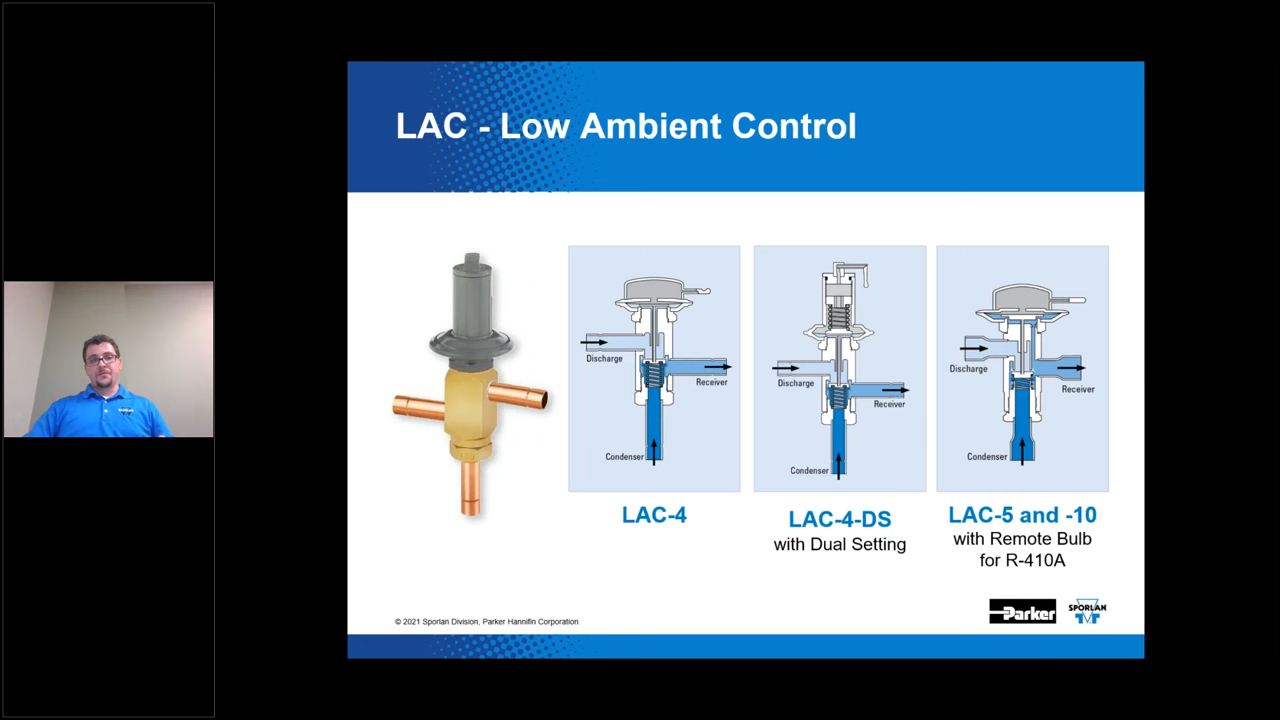 LAC - Low Ambient Control
Discharge
Receiver
Condenser
Discharge
Receiver
Condenser
Discharge
Receiver
Condenser
LAC-4
LAC-4-DS
with Dual Setting
LAC-5 and -10
with Remote Bulb
for R-410A
Parker
SPORLAN
© 2021 Sporlan Division, Parker Hannifin Corporation